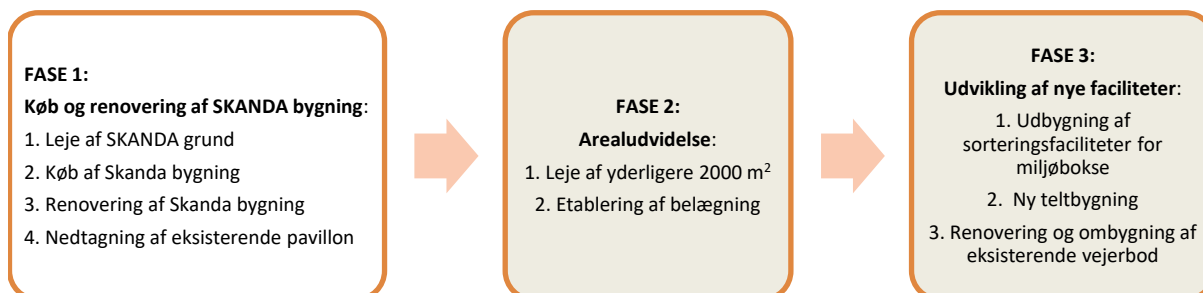 FASE 1:
Køb og renovering af SKANDA bygning:
1. Leje af SKANDA grund
2. Køb af Skanda bygning
3. Renovering af Skanda bygning
4. Nedtagning af eksisterende pavillon
FASE 2:
Arealudvidelse:
1. Leje af yderligere 2000 m²
2. Etablering af belægning
FASE 3:
Udvikling af nye faciliteter:
1. Udbygning af
sorteringsfaciliteter for
miljøbokse
2. Ny teltbygning
3. Renovering og ombygning af
eksisterende vejerbod